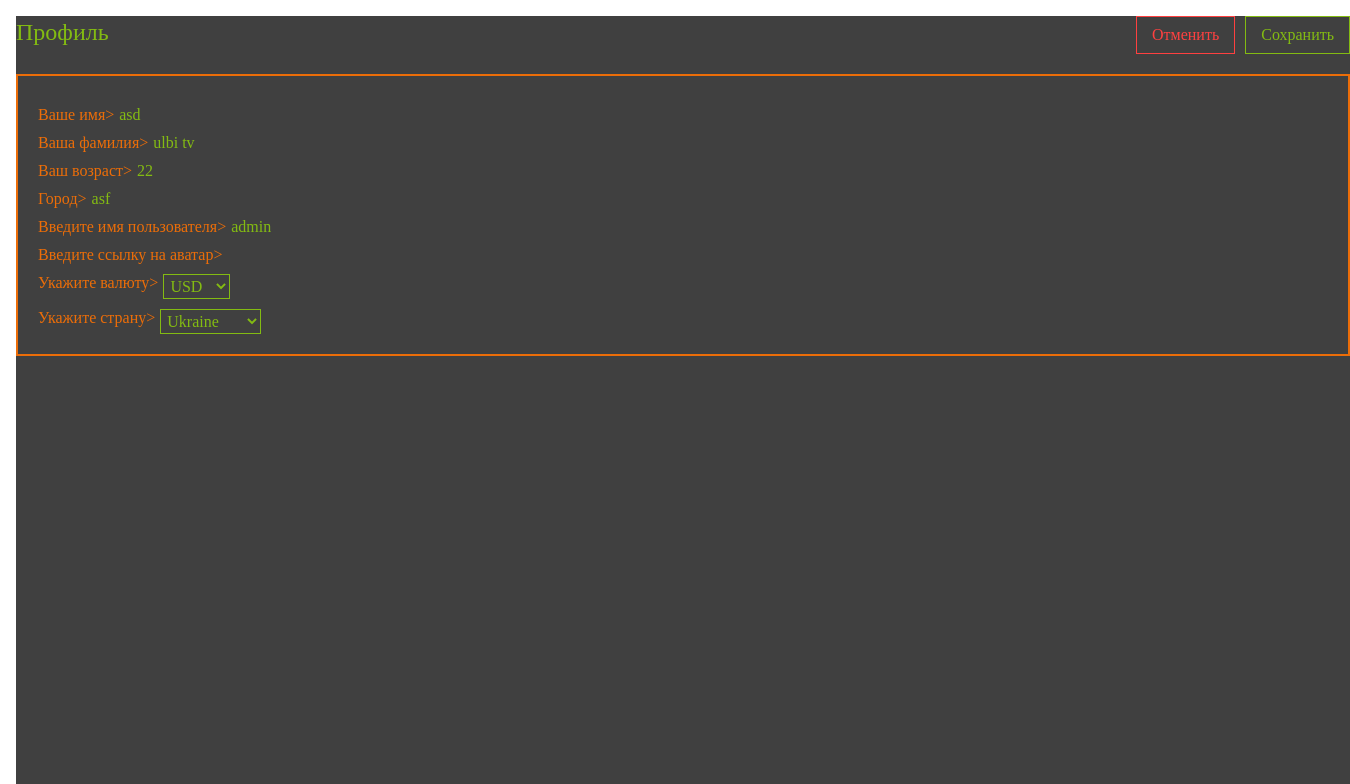 Профиль
Отменить
Сохранить
Ваше имя> asd
Ваша фамилия> ulbi tv
Ваш возраст> 22
Город> asf
Введите имя пользователя> admin
Введите ссылку на аватар>
Укажите валюту> USD
Укажите страну> Ukraine